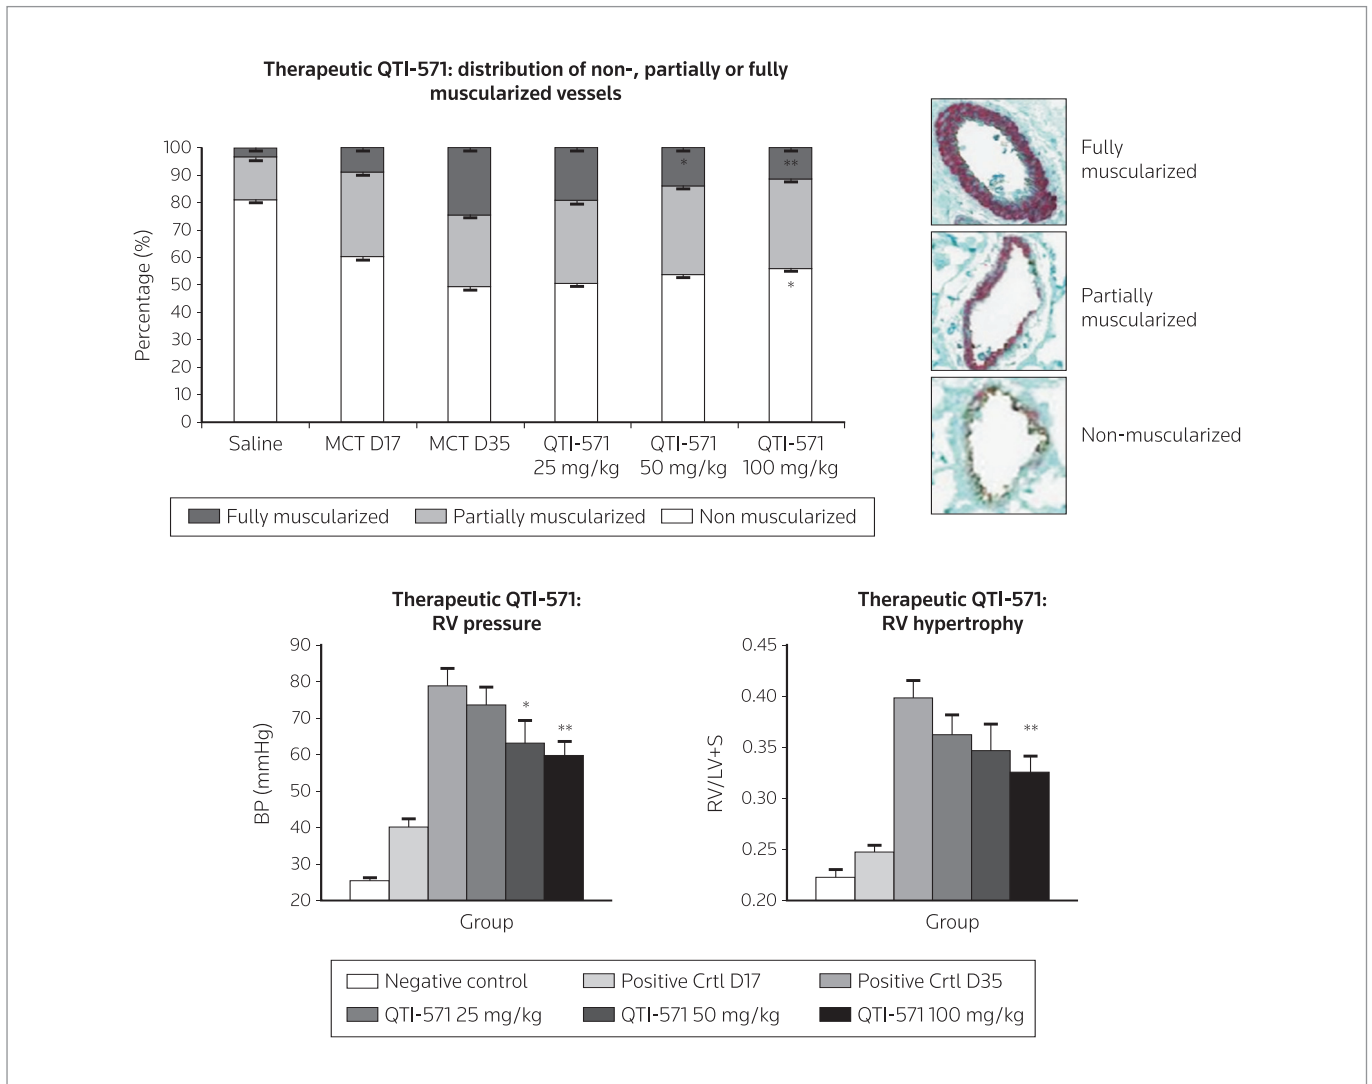 Therapeutic QTI-571: distribution of non-, partially or fully
muscularized vessels
Percentage (%)
100
90
80
70
60
50
40
30
20
10
0
*
**
*
Saline
MCT D17
MCT D35
QTI-571
25 mg/kg
QTI-571
50 mg/kg
QTI-571
100 mg/kg
Fully muscularized
Partially muscularized
Non muscularized
Fully
muscularized
Partially
muscularized
Non-muscularized
Therapeutic QTI-571:
RV pressure
BP (mmHg)
90
80
70
60
50
40
30
20
*
**
Group
Therapeutic QTI-571:
RV hypertrophy
RV/LV+S
0.45
0.40
0.35
0.30
0.25
0.20
**
Group
Negative control
Positive Crtl D17
Positive Crtl D35
QTI-571 25 mg/kg
QTI-571 50 mg/kg
QTI-571 100 mg/kg